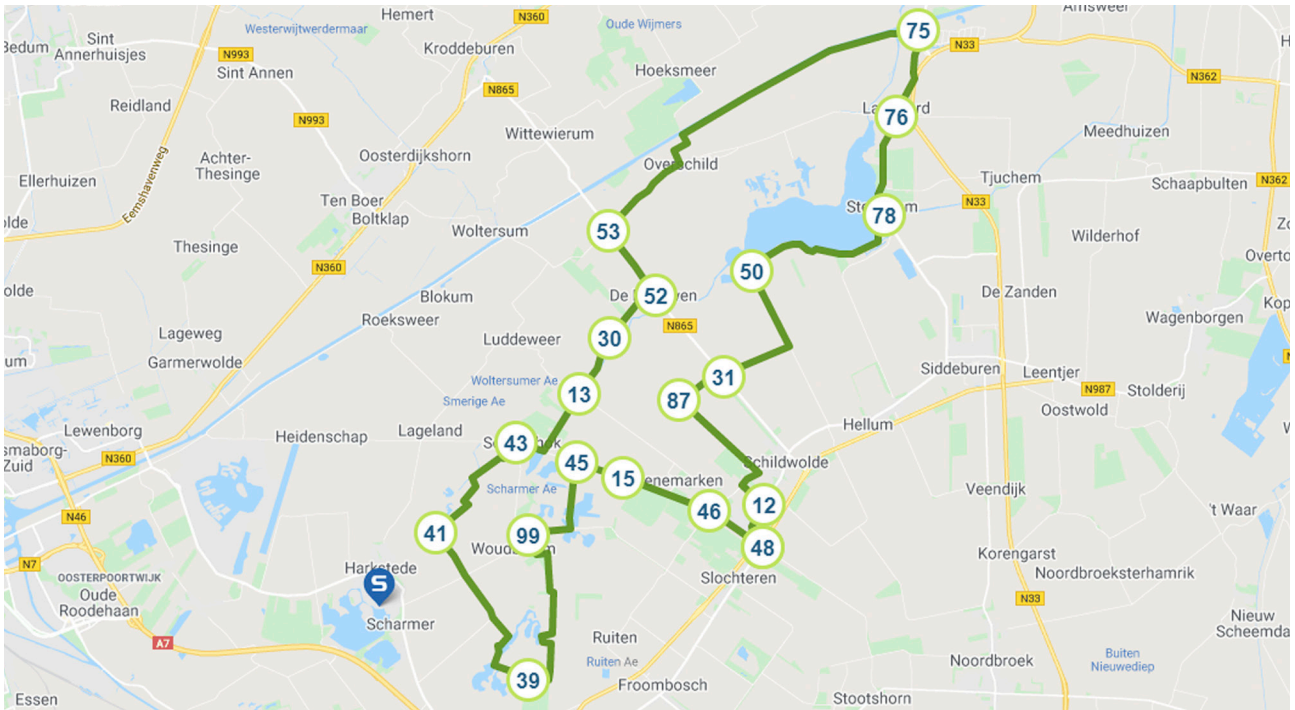 Hemert
N360
Oude Wijmers
75
Amsweer
N33
Bedum
Sint
Annerhuisjes
Westerwijtwerdermaar
Kroddeburen
N993
Sint Annen
Hoeksmeer
N362
N865
Reidland
76
N993
Wittewierum
Meedhuizen
Achter-
Thesinge
Oosterdijkshorn
Overschild
Ellerhuizen
Eemshavenweg
Ten Boer
Boltklap
Tjuchem
Schaapbulten
N362
N33
78
Woltersum
53
Wilderhof
Thesinge
N360
50
De Zanden
Blokum
52
Roeksweer
N865
Wagenborgen
Lageweg
Luddeweer
30
Garmerwolde
Siddeburen
Leentjer
31
Woltersumer Ae
13
87
N987
Stolderij
Smerige Ae
Oostwold
Lewenborg
Heidenschap
Lageland
43
Hellum
N360
45
Schildwolde
15
Scharmer Ae
Veendijk
N46
41
46
12
't Waar
99
48
N7
Harkstede
Slochteren
Korengarst
OOSTERPOORTWIJK
Noordbroeksterhamrik
Oude
Roodehaan
S
N33
Scharmer
Nieuw
A7
Ruiten
Ruiten Ae
Buiten
Nieuwediep
Noordbroek
39
Froombosch
Essen
Stootshorn